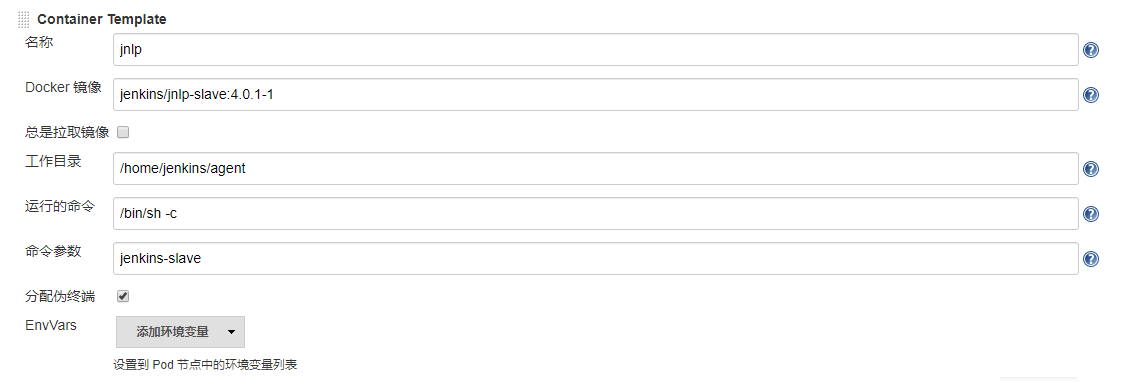 Container Template
名称
jnlp
Docker 镜像
jenkins/jnlp-slave:4.0.1-1
总是拉取镜像
工作目录
/home/jenkins/agent
运行的命令
/bin/sh -c
命令参数
jenkins-slave
分配伪终端
EnvVars
添加环境变量
设置到 Pod 节点中的环境变量列表